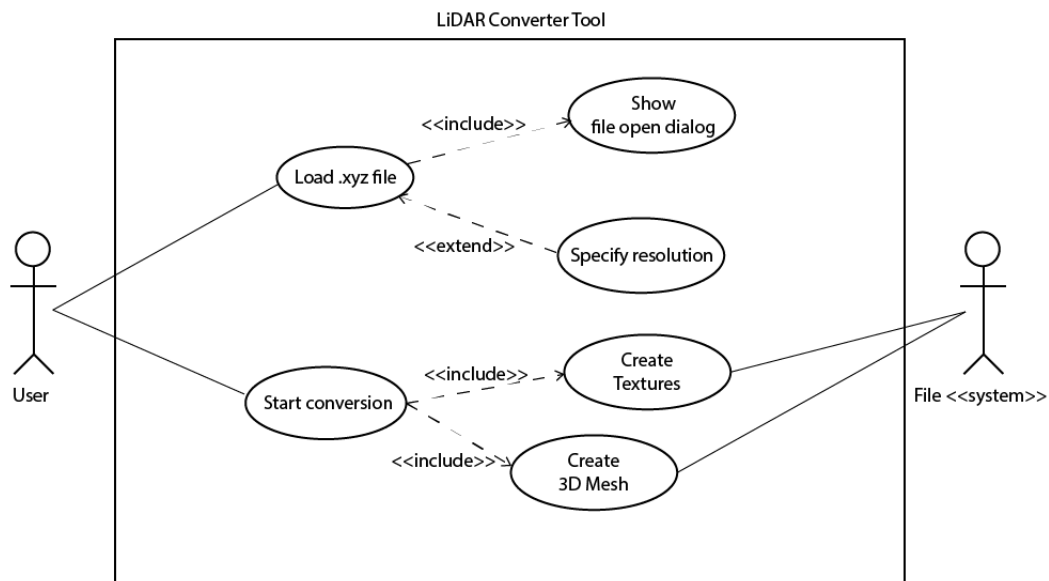 LiDAR Converter Tool
Show
file open dialog
<<include>>
Load .xyz file
<<extend>>
Specify resolution
Create
Textures
<<include>>
User
Start conversion
File <<system>>
<<include>>
Create
3D Mesh